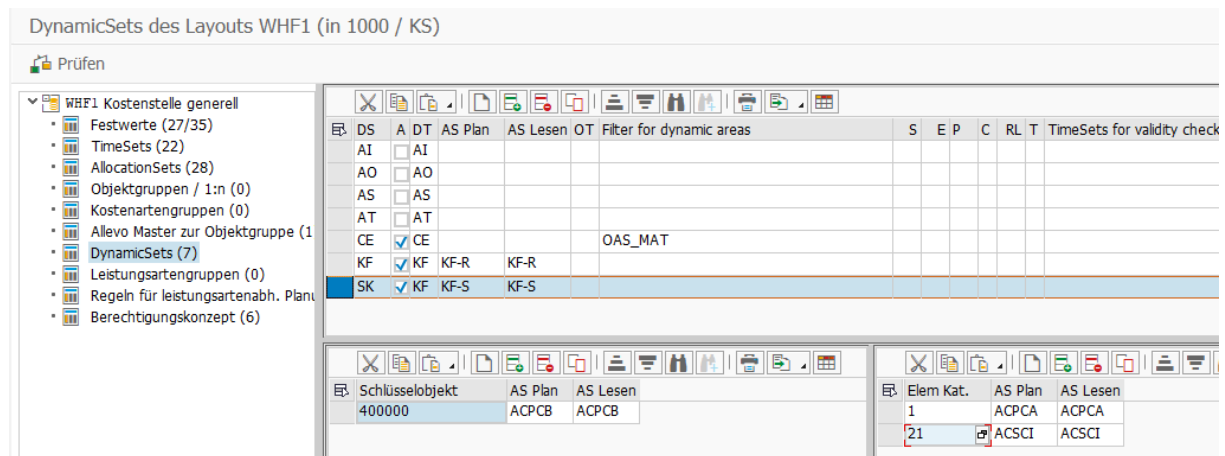 DynamicSets des Layouts WHF1 (in 1000 / KS)
Prüfen
WHF1 Kostenstelle generell
Festwerte (27/35)
TimeSets (22)
AllocationSets (28)
Objektgruppen / 1:n (0)
Kostenartengruppen (0)
Allevo Master zur Objektgruppe (1
DynamicSets (7)
Leistungsartengruppen (0)
Regeln für leistungsartenabh. Planu
Berechtigungskonzept (6)
DS A DT AS Plan AS Lesen OT Filter for dynamic areas S E P C RL T TimeSets for validity check
AI AI
AO AO
AS AS
AT AT
CE CE OAS_MAT
KF KF KF-R KF-R
SK KF KF-S KF-S
Schlüsselobjekt AS Plan AS Lesen
400000 ACPCB ACPCB
Elem Kat. AS Plan AS Lesen
1 ACPCA ACPCA
21 ACSCI ACSCI